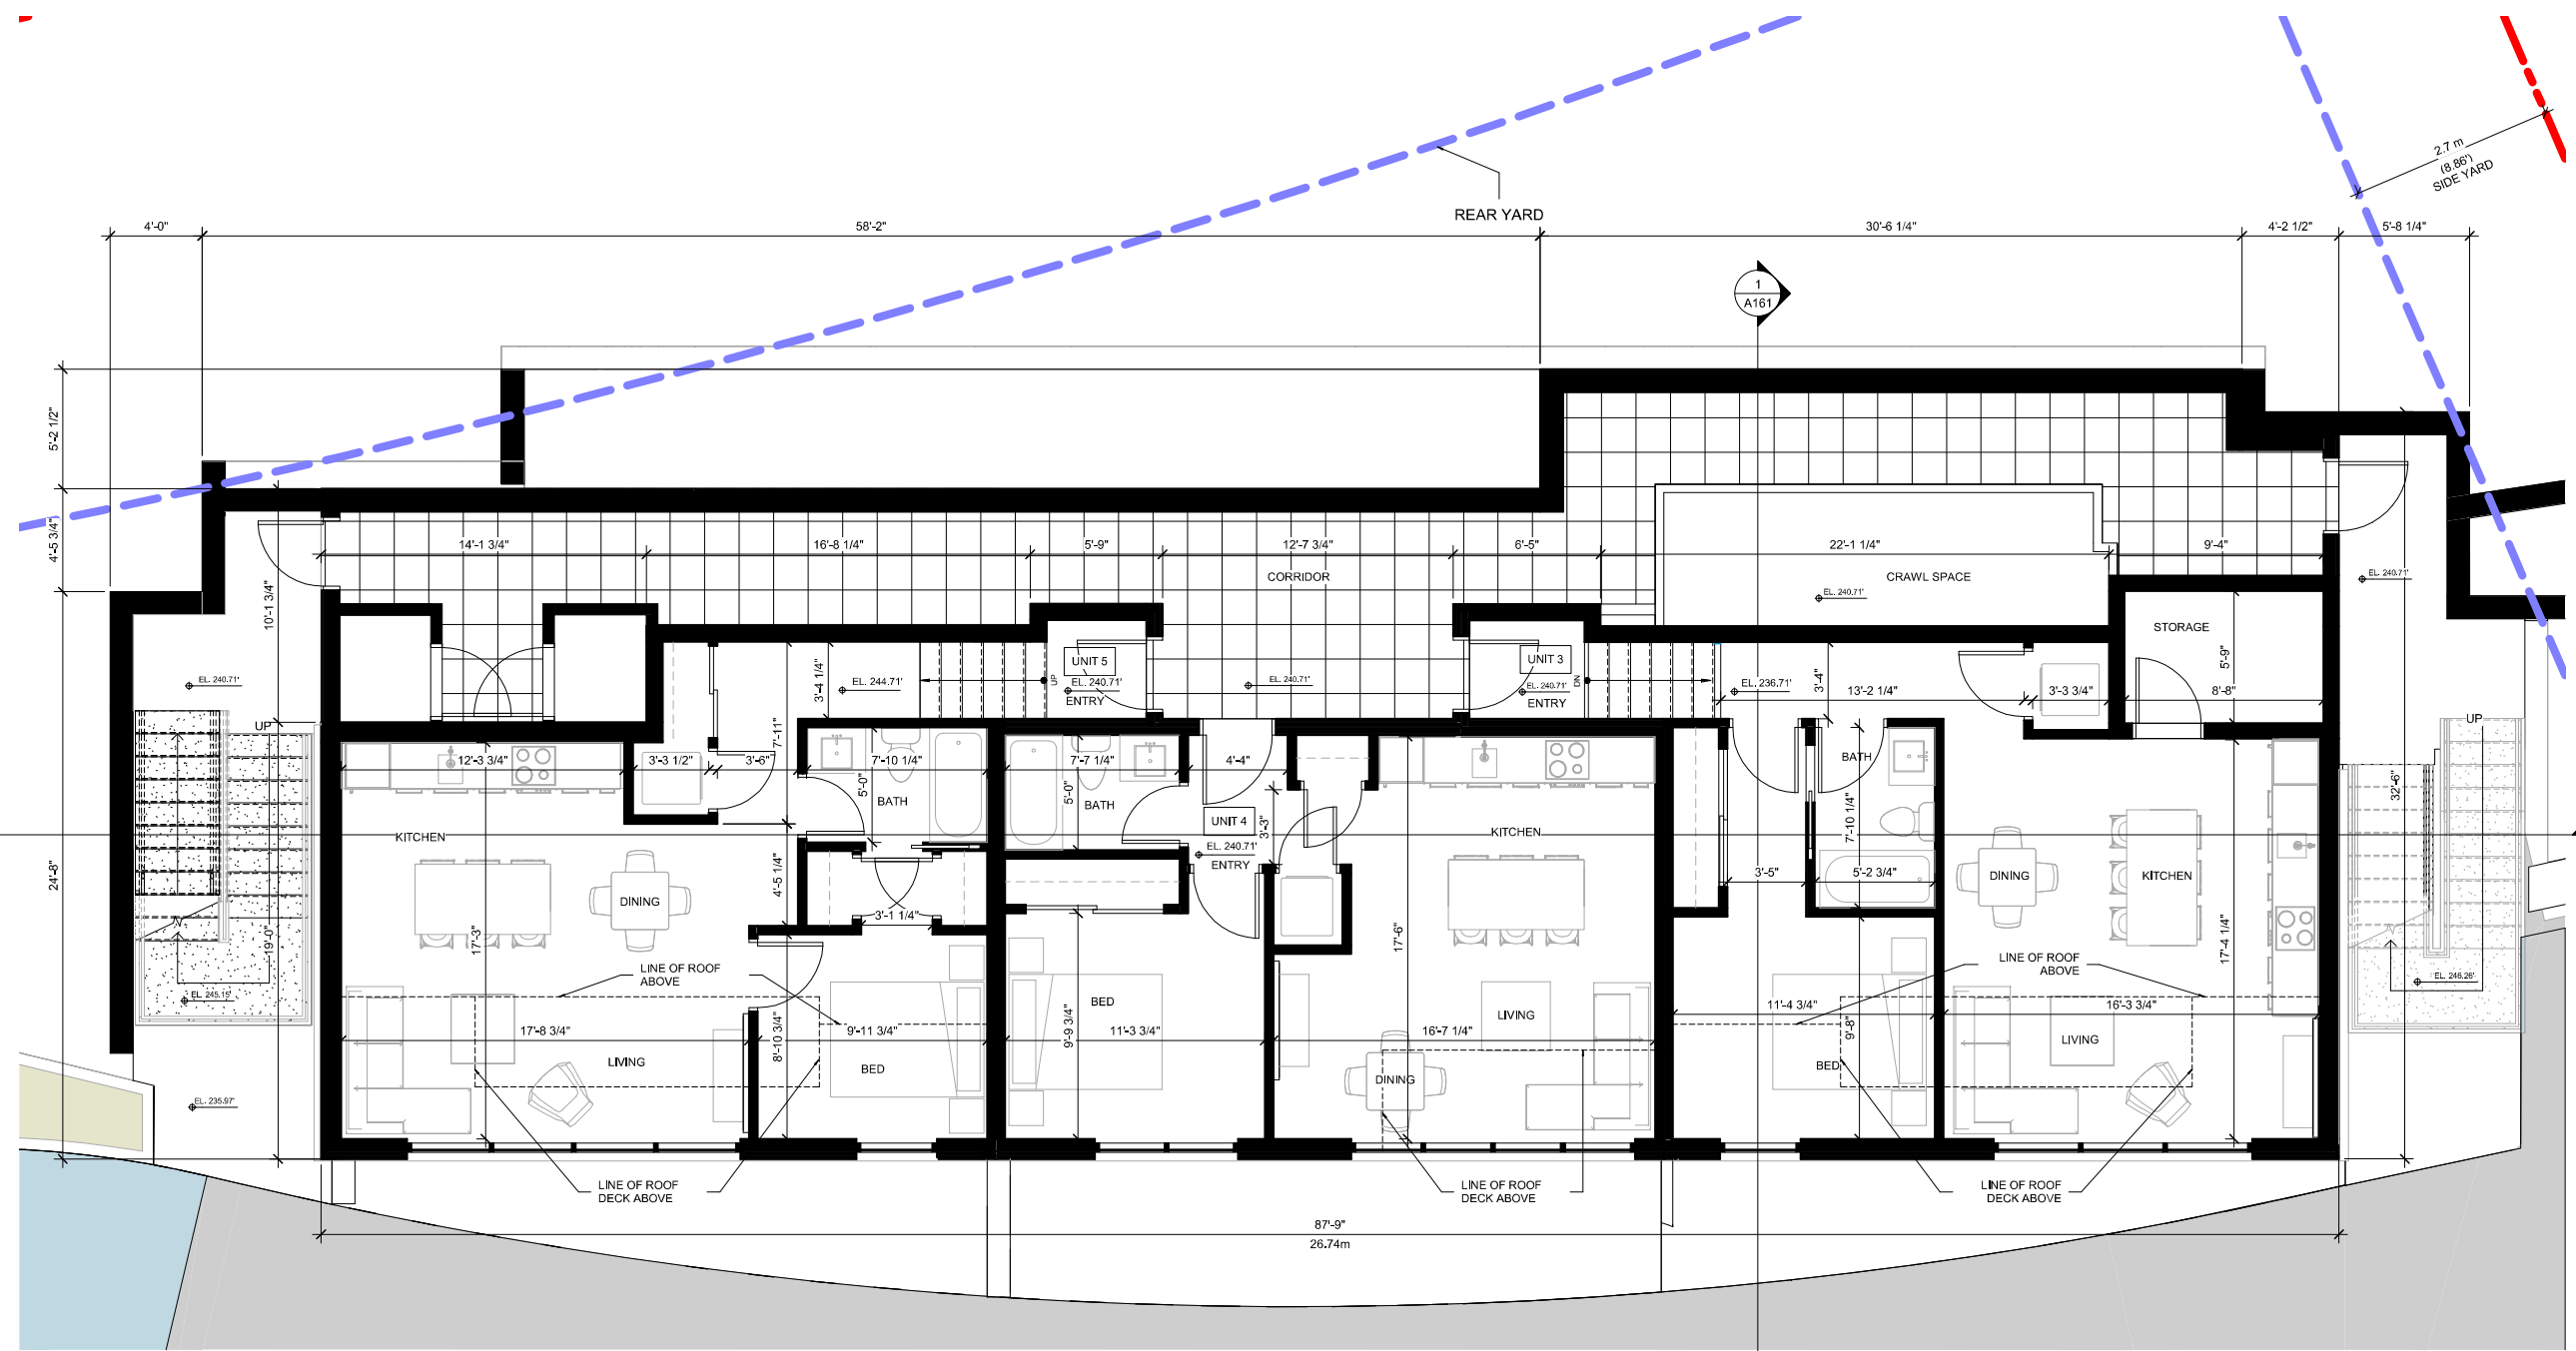 2.7 m
(8.86')
SIDE YARD
REAR YARD
4'-0"
58'-2"
30'-6 1/4"
4'-2 1/2"
5'-8 1/4"
1
A161
5'-2 1/2"
4'-5 3/4"
24'-8"
14'-1 3/4"
16'-8 1/4"
5'-9"
12'-7 3/4"
6'-5"
22'-1 1/4"
9'-4"
CORRIDOR
CRAWL SPACE
EL. 240.71'
EL. 240.71'
10'-1 3/4"
STORAGE
5'-9"
8'-8"
EL. 240.71'
UP
3'-4 1/4"
EL. 244.71'
UP
UNIT 5
EL. 240.71'
ENTRY
EL. 240.71'
UNIT 3
EL. 240.71'
ENTRY
DN
EL. 236.71'
3'-4"
13'-2 1/4"
3'-3 3/4"
UP
7'-11"
12'-3 3/4"
3'-3 1/2"
3'-6"
7'-10 1/4"
5'-0"
BATH
7'-7 1/4"
5'-0"
BATH
4'-4"
UNIT 4
EL. 240.71'
ENTRY
3'-3"
KITCHEN
KITCHEN
BATH
7'-10 1/4"
3'-5"
5'-2 3/4"
DINING
KITCHEN
32'-6"
4'-5 1/4"
DINING
3'-1 1/4"
17'-3"
19'-0"
17'-6"
17'-4 1/4"
LINE OF ROOF
ABOVE
LINE OF ROOF
ABOVE
EL. 245.15'
EL. 246.26'
17'-8 3/4"
LIVING
8'-10 3/4"
9'-11 3/4"
BED
BED
9'-9 3/4"
11'-3 3/4"
16'-7 1/4"
LIVING
DINING
11'-4 3/4"
9'-8"
BED
16'-3 3/4"
LIVING
EL. 235.97'
LINE OF ROOF
DECK ABOVE
LINE OF ROOF
DECK ABOVE
LINE OF ROOF
DECK ABOVE
87'-9"
26.74m